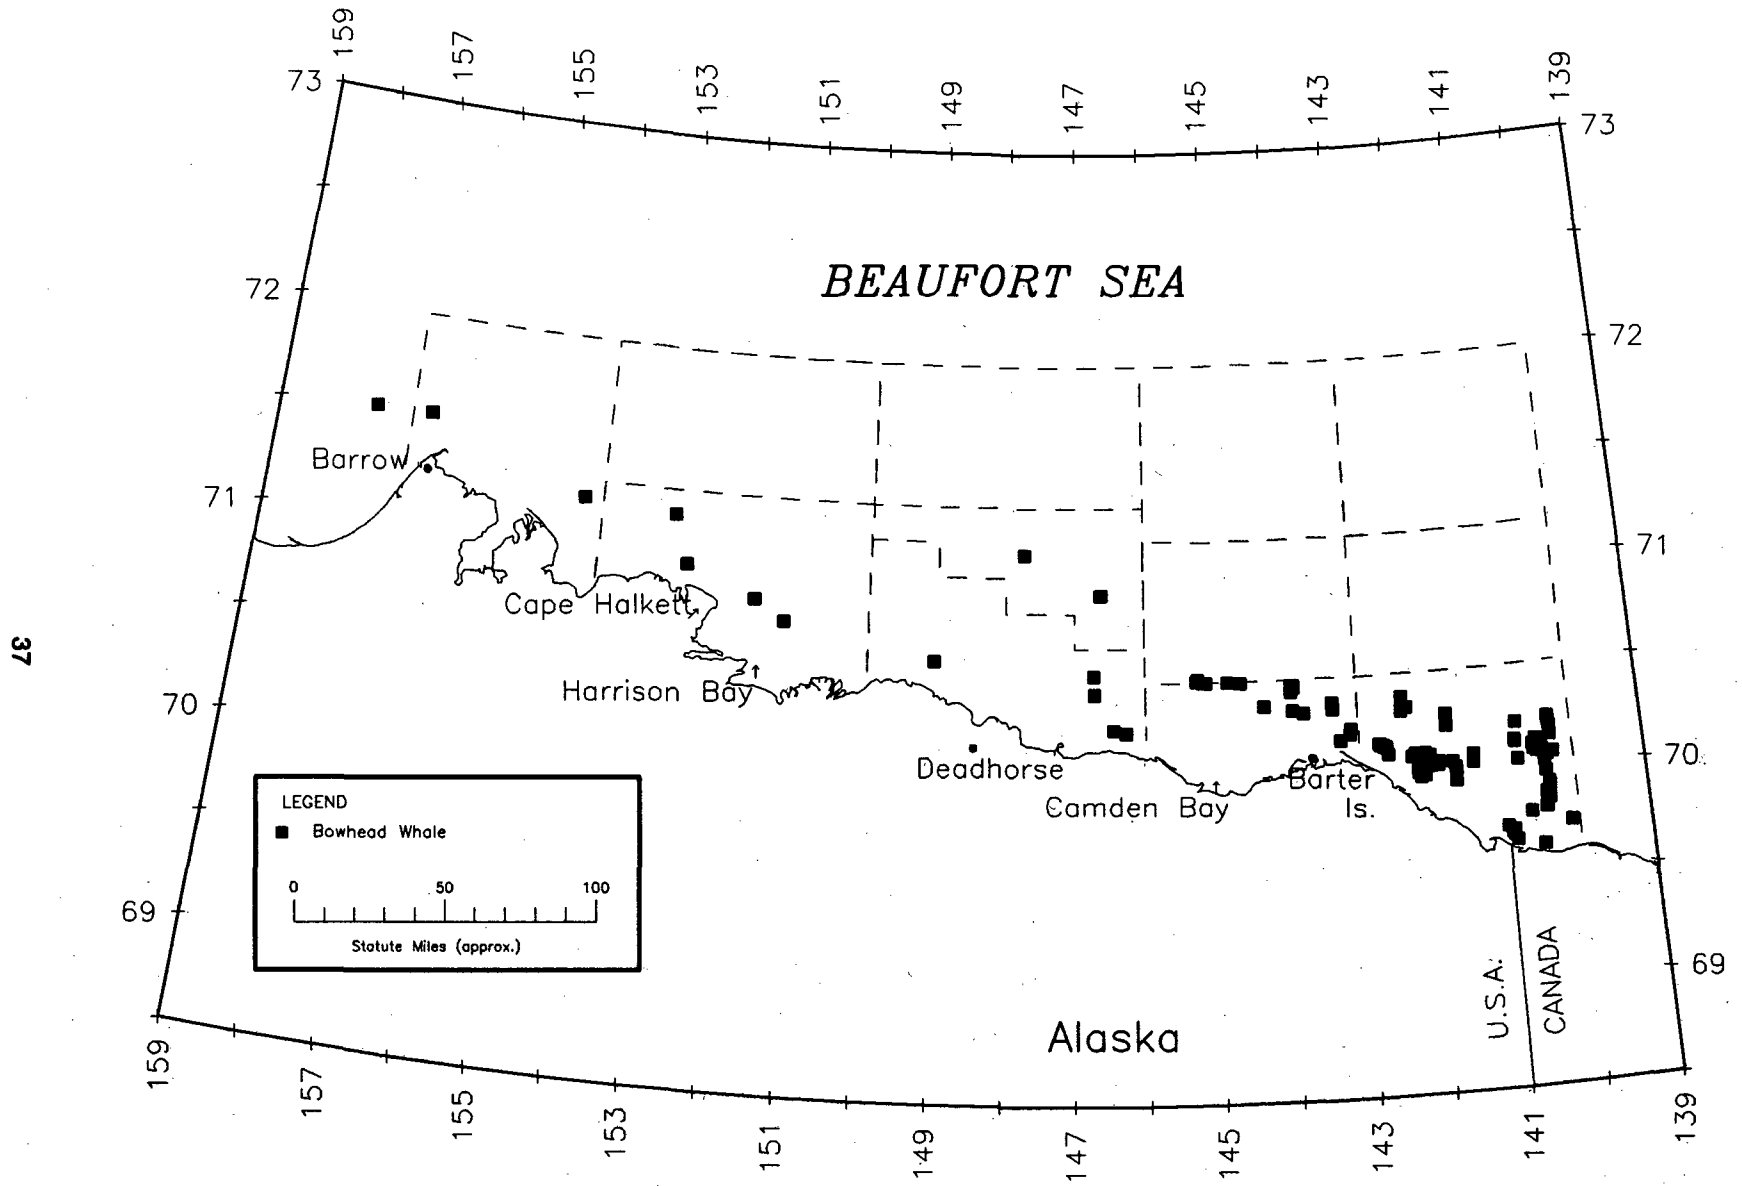 159
157
155
153
151
149
147
145
143
141
139
73
73
BEAUFORT SEA
72
72
Barrow
71
71
Cape Halkett
37
Harrison Bay
70
70
Deadhorse
Barter
Is.
Camden Bay
LEGEND
Bowhead Whale
0 50 100
Statute Miles (approx.)
69
69
U.S.A.
CANADA
Alaska
159
157
155
153
151
149
147
145
143
141
139